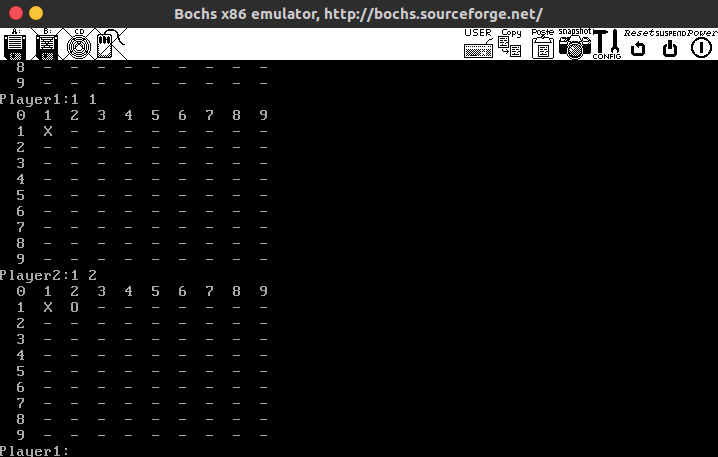 Bochs x86 emulator, http://bochs.sourceforge.net/
A: B: CD USER Copy Paste snapshot CONFIG Reset SUSPEND Power
8 - - - - - - - - -
9 - - - - - - - - -
Player1:1 1
0 1 2 3 4 5 6 7 8 9
1 X - - - - - - - -
2 - - - - - - - - -
3 - - - - - - - - -
4 - - - - - - - - -
5 - - - - - - - - -
6 - - - - - - - - -
7 - - - - - - - - -
8 - - - - - - - - -
9 - - - - - - - - -
Player2:1 2
0 1 2 3 4 5 6 7 8 9
1 X O - - - - - - -
2 - - - - - - - - -
3 - - - - - - - - -
4 - - - - - - - - -
5 - - - - - - - - -
6 - - - - - - - - -
7 - - - - - - - - -
8 - - - - - - - - -
9 - - - - - - - - -
Player1: